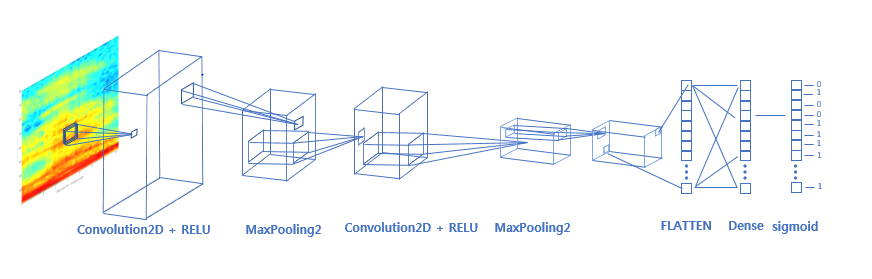 0
1
0
0
1
1
1
1
1
Convolution2D + RELU
MaxPooling2
Convolution2D + RELU
MaxPooling2
FLATTEN
Dense
sigmoid